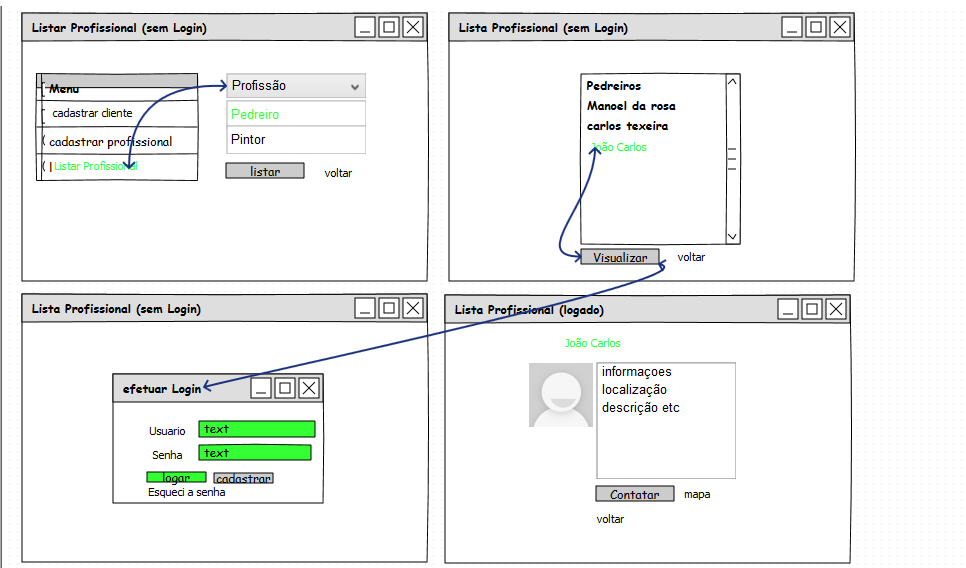 Listar Profissional (sem Login)
Menu
cadastrar cliente
cadastrar profissional
Listar Profissional
Profissão
Pedreiro
Pintor
listar
voltar
Lista Profissional (sem Login)
Pedreiros
Manoel da rosa
carlos texeira
João Carlos
Visualizar
voltar
Lista Profissional (sem Login)
efetuar Login
Usuario
text
Senha
text
logar
cadastrar
Esqueci a senha
Lista Profissional (logado)
João Carlos
informaçoes
localização
descrição etc
Contatar
mapa
voltar